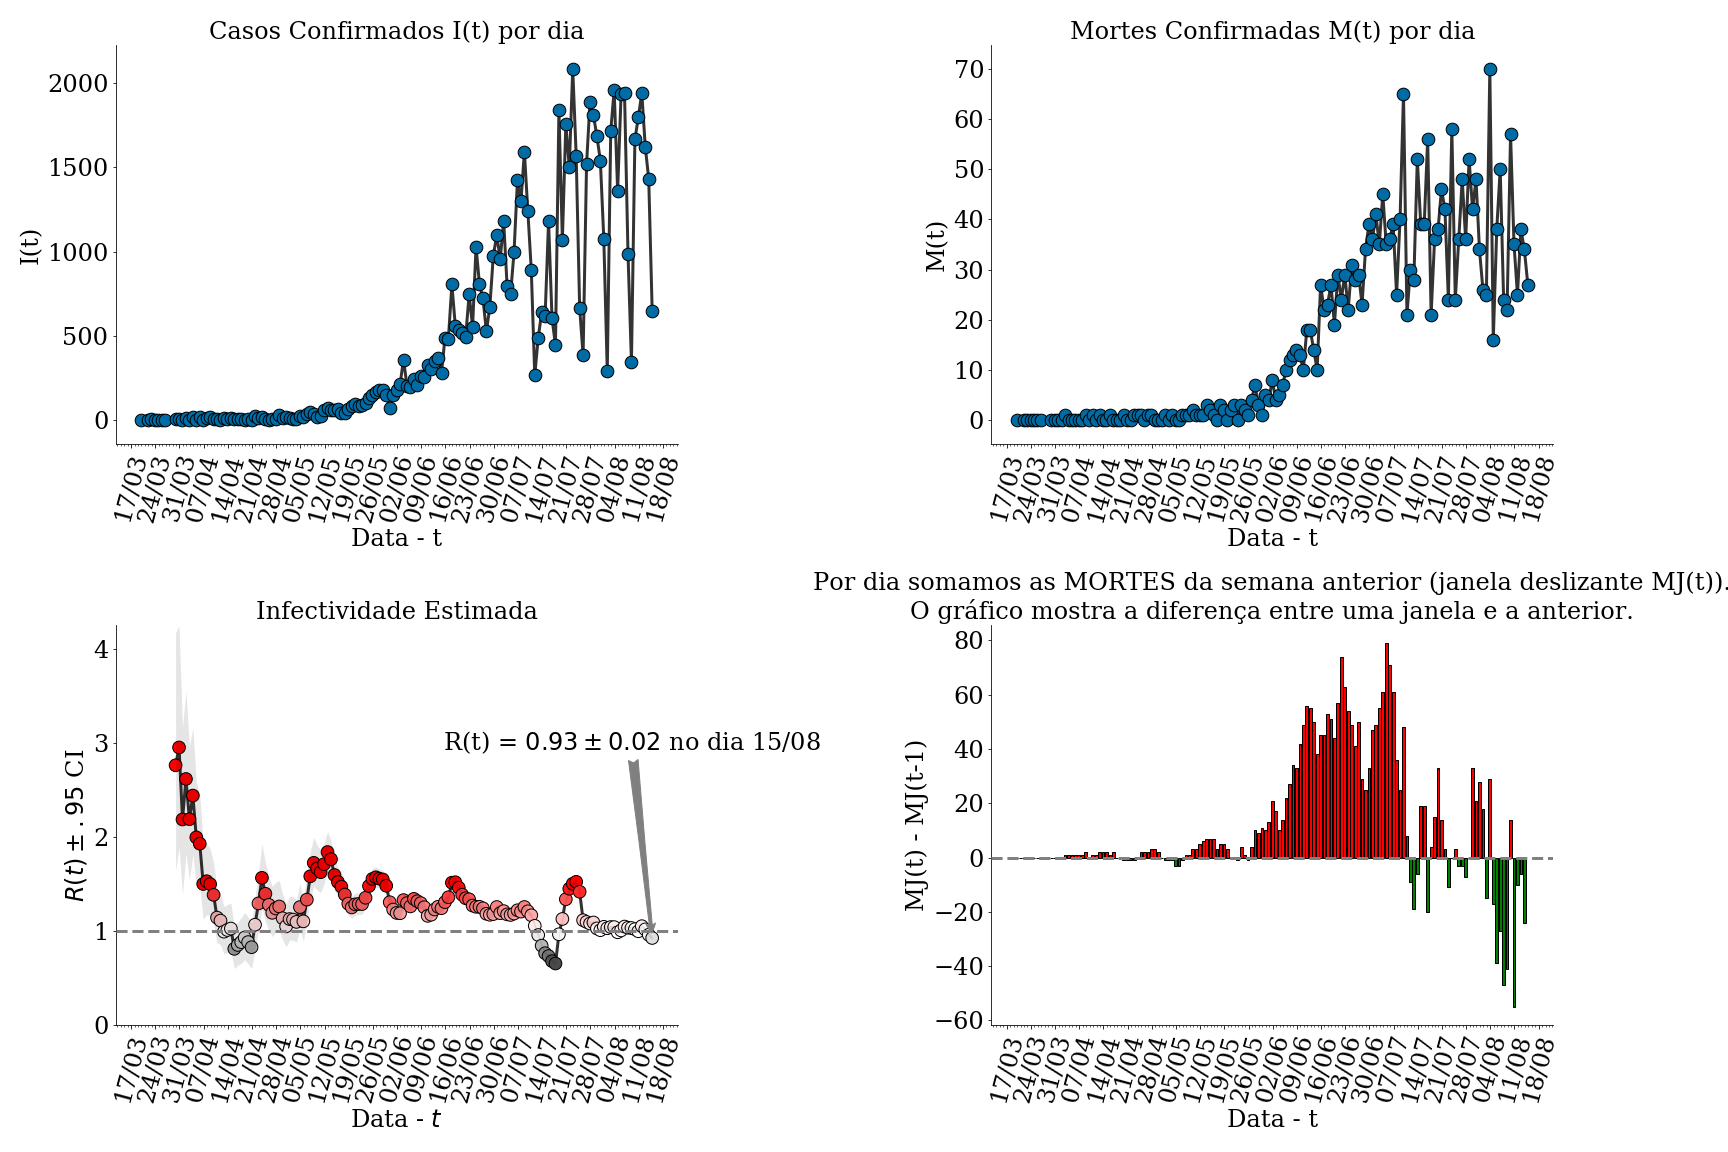 Casos Confirmados I(t) por dia
I(t)
2000
1500
1000
500
0
17/03 24/03 31/03 07/04 14/04 21/04 28/04 05/05 12/05 19/05 26/05 02/06 09/06 16/06 23/06 30/06 07/07 14/07 21/07 28/07 04/08 11/08 18/08
Data - t
Mortes Confirmadas M(t) por dia
M(t)
70
60
50
40
30
20
10
0
17/03 24/03 31/03 07/04 14/04 21/04 28/04 05/05 12/05 19/05 26/05 02/06 09/06 16/06 23/06 30/06 07/07 14/07 21/07 28/07 04/08 11/08 18/08
Data - t
Infectividade Estimada
R(t) ± .95 CI
4
3
2
1
0
R(t) = 0.93 ± 0.02 no dia 15/08
17/03 24/03 31/03 07/04 14/04 21/04 28/04 05/05 12/05 19/05 26/05 02/06 09/06 16/06 23/06 30/06 07/07 14/07 21/07 28/07 04/08 11/08 18/08
Data - t
Por dia somamos as MORTES da semana anterior (janela deslizante MJ(t)).
O gráfico mostra a diferença entre uma janela e a anterior.
MJ(t) - MJ(t-1)
80
60
40
20
0
−20
−40
−60
17/03 24/03 31/03 07/04 14/04 21/04 28/04 05/05 12/05 19/05 26/05 02/06 09/06 16/06 23/06 30/06 07/07 14/07 21/07 28/07 04/08 11/08 18/08
Data - t